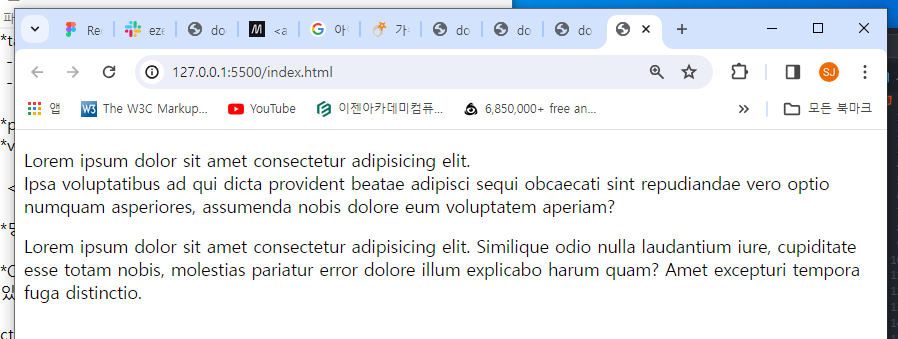 Re
eze
do
<a
아
가
do
do
do
127.0.0.1:5500/index.html
SJ
앱
The W3C Markup...
YouTube
이젠아카데미컴퓨...
6,850,000+ free an...
모든 북마크
Lorem ipsum dolor sit amet consectetur adipisicing elit.
Ipsa voluptatibus ad qui dicta provident beatae adipisci sequi obcaecati sint repudiandae vero optio
numquam asperiores, assumenda nobis dolore eum voluptatem aperiam?
Lorem ipsum dolor sit amet consectetur adipisicing elit. Similique odio nulla laudantium iure, cupiditate
esse totam nobis, molestias pariatur error dolore illum explicabo harum quam? Amet excepturi tempora
fuga distinctio.